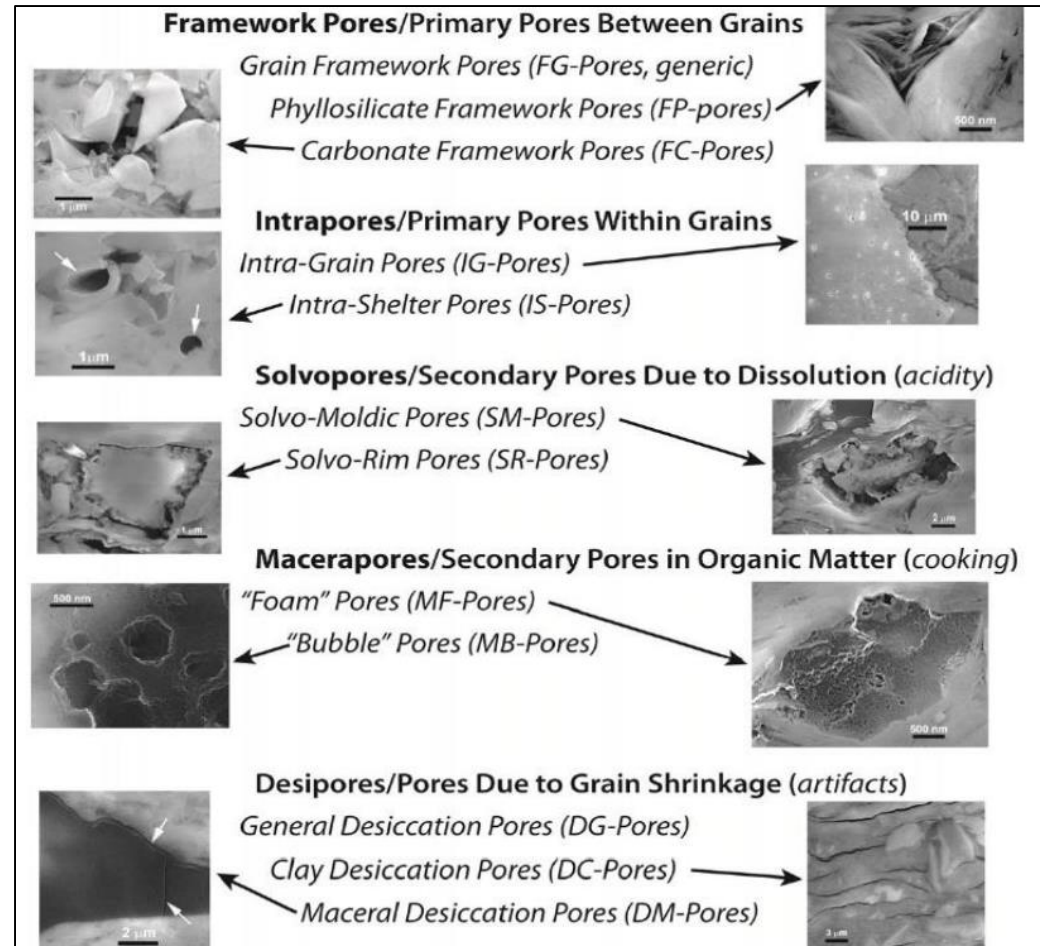 Framework Pores/Primary Pores Between Grains
Grain Framework Pores (FG-Pores, generic)
Phyllosilicate Framework Pores (FP-pores)
500 nm
Carbonate Framework Pores (FC-Pores)
1 μm
Intrapores/Primary Pores Within Grains
10 μm
Intra-Grain Pores (IG-Pores)
Intra-Shelter Pores (IS-Pores)
1μm
Solvopores/Secondary Pores Due to Dissolution (acidity)
Solvo-Moldic Pores (SM-Pores)
Solvo-Rim Pores (SR-Pores)
2 μm
Macerapores/Secondary Pores in Organic Matter (cooking)
500 nm
"Foam" Pores (MF-Pores)
"Bubble" Pores (MB-Pores)
500 nm
Desipores/Pores Due to Grain Shrinkage (artifacts)
General Desiccation Pores (DG-Pores)
Clay Desiccation Pores (DC-Pores)
Maceral Desiccation Pores (DM-Pores)
2 μm
3 μm